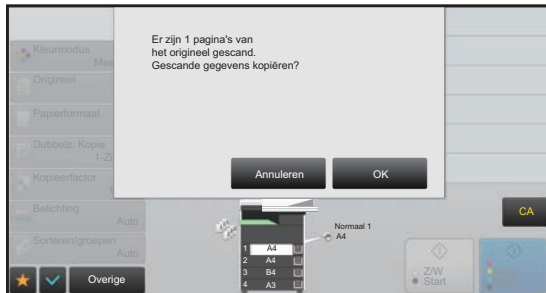 Er zijn 1 pagina's van
het origineel gescand.
Gescande gegevens kopiëren?
Annuleren
OK
Kleurmodus
Origineel
Papierformaat
Dubbelz. Kopie
Kopieerfactor
Belichting
Auto
Sorteren/groepen
Auto
Overige
1 A4
2 A4
3 B4
4 A3
Normaal 1
A4
CA
Z/W
Start